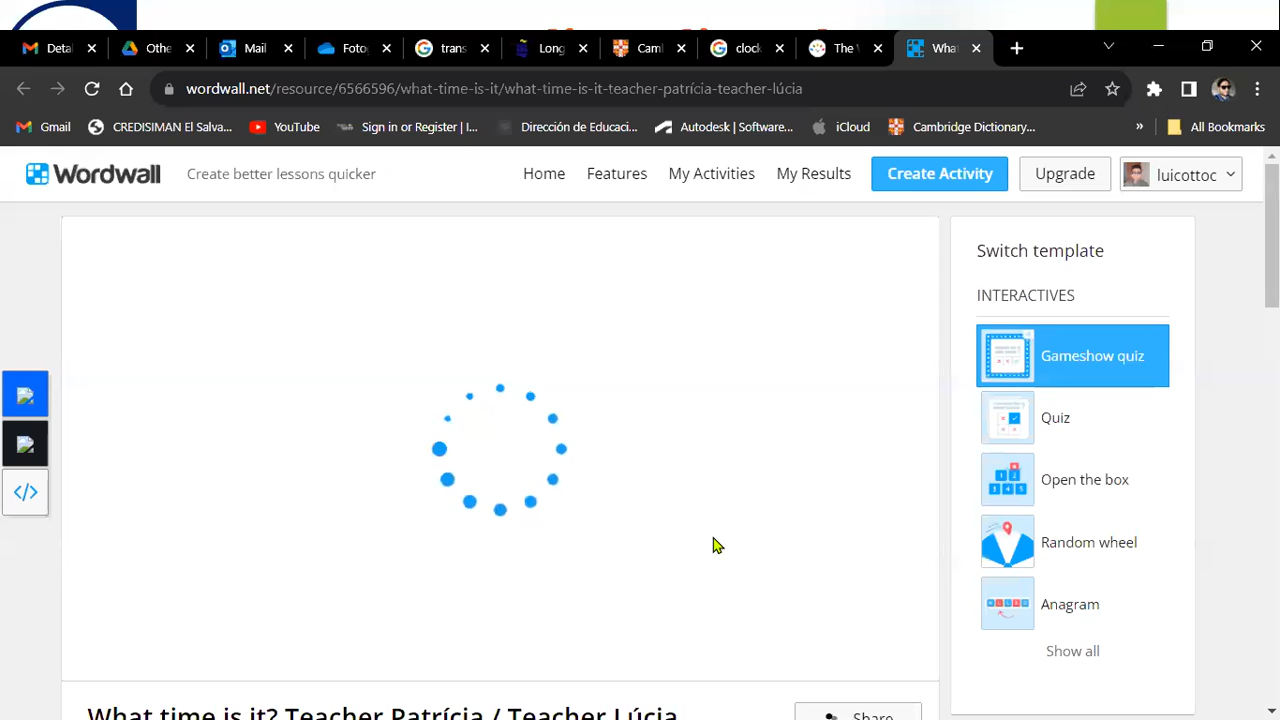 Detal
Othe
Mail
Foto
trans
Long
Caml
clock
The \
Wha
wordwall.net/resource/6566596/what-time-is-it/what-time-is-it-teacher-patrícia-teacher-lúcia
Gmail
CREDISIMAN El Salva...
YouTube
Sign in or Register | I...
Dirección de Educaci...
Autodesk | Software...
iCloud
Cambridge Dictionary...
»
All Bookmarks
Wordwall
Create better lessons quicker
Home
Features
My Activities
My Results
Create Activity
Upgrade
luicottoc
Switch template
INTERACTIVES
Gameshow quiz
Quiz
Open the box
Random wheel
Anagram
Show all
</>
What time is it? Teacher Patrícia / Teacher Lúcia
Share